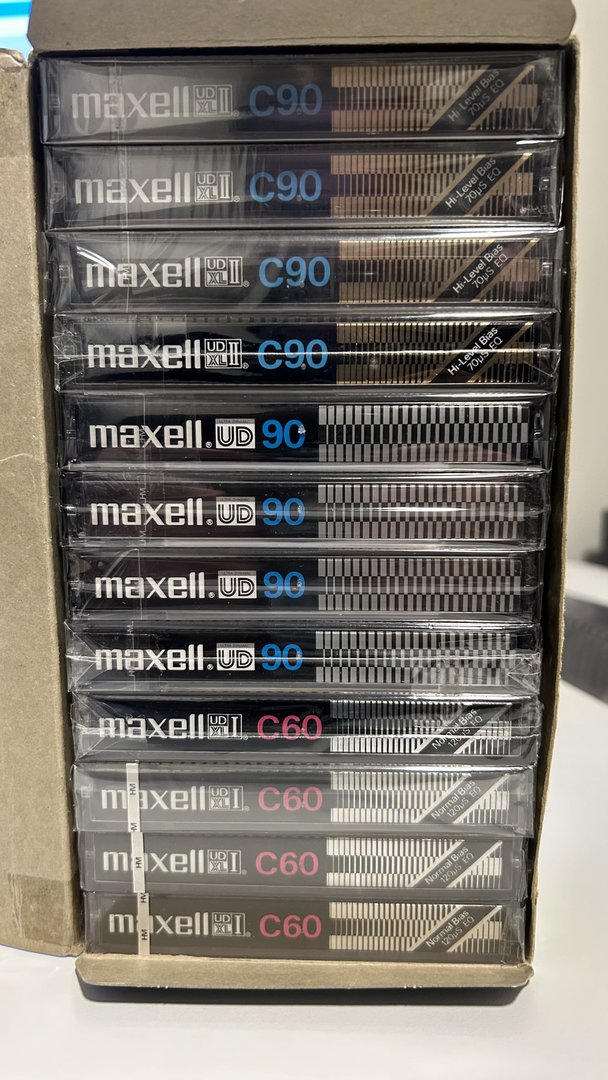 maxell UD XL II C90 Hi-Level Bias 70μS EQ
maxell UD XL II C90 Hi-Level Bias 70μS EQ
maxell UD XL II C90 Hi-Level Bias 70μS EQ
maxell UD XL II C90 Hi-Level Bias 70μS EQ
maxell. UD 90
maxell. UD 90
maxell. UD 90
maxell. UD 90
maxell UD XL I C60 Normal Bias 120μS EQ
maxell UD XL I C60 Normal Bias 120μS EQ
maxell UD XL I C60 Normal Bias 120μS EQ
maxell UD XL I C60 Normal Bias 120μS EQ
HM
HM
HM
HM